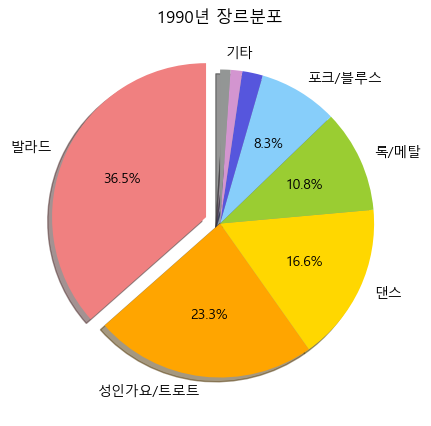 1990년 장르분포
기타
포크/블루스
발라드
8.3%
록/메탈
36.5%
10.8%
16.6%
댄스
23.3%
성인가요/트로트